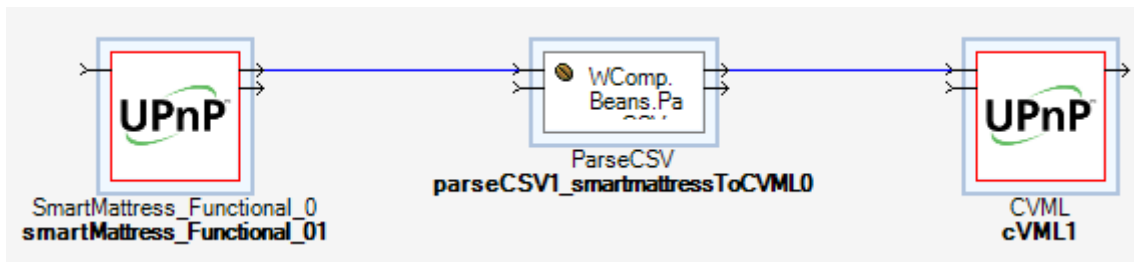 UPnP
SmartMattress_Functional_0
smartMattress_Functional_01
WComp.
Beans.Pa
ParseCSV
parseCSV1_smartmattressToCVML0
UPnP
CVML
cVML1